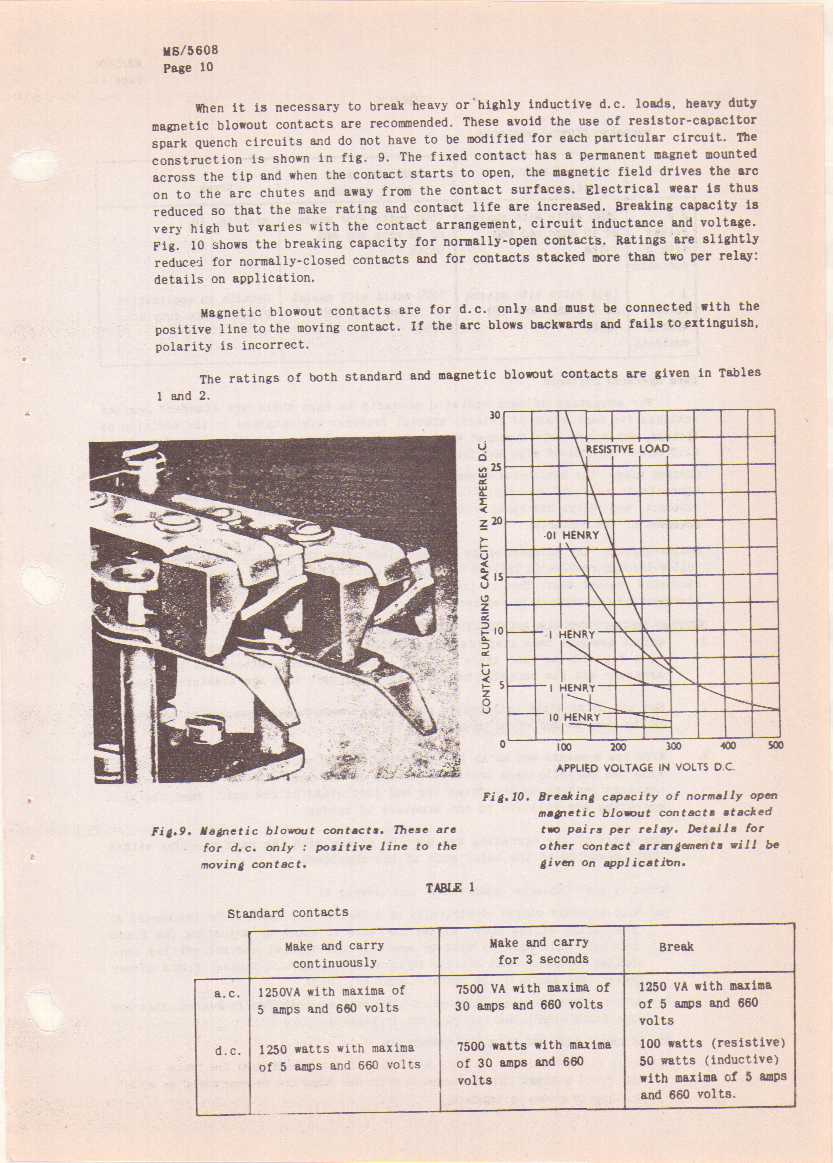 MS/5608
Page 10
When it is necessary to break heavy or highly inductive d.c. loads, heavy duty
magnetic blowout contacts are recommended. These avoid the use of resistor-capacitor
spark quench circuits and do not have to be modified for each particular circuit. The
construction is shown in fig. 9. The fixed contact has a permanent magnet mounted
across the tip and when the contact starts to open, the magnetic field drives the arc
on to the arc chutes and away from the contact surfaces. Electrical wear is thus
reduced so that the make rating and contact life are increased. Breaking capacity is
very high but varies with the contact arrangement, circuit inductance and voltage.
Fig. 10 shows the breaking capacity for normally-open contacts. Ratings are slightly
reduced for normally-closed contacts and for contacts stacked more than two per relay:
details on application.
Magnetic blowout contacts are for d.c. only and must be connected with the
positive line to the moving contact. If the arc blows backwards and fails to extinguish,
polarity is incorrect.
The ratings of both standard and magnetic blowout contacts are given in Tables
1 and 2.
CONTACT RUPTURING CAPACITY IN AMPERES D.C.
30
25
20
15
10
5
0
RESISTIVE LOAD
·01 HENRY
·1 HENRY
1 HENRY
10 HENRY
100 200 300 400 500
APPLIED VOLTAGE IN VOLTS D.C.
Fig.10. Breaking capacity of normally open
magnetic blowout contacts stacked
two pairs per relay. Details for
other contact arrangements will be
given on application.
Fig.9. Magnetic blowout contacts. These are
for d.c. only : positive line to the
moving contact.
TABLE 1
Standard contacts
Make and carry
continuously
Make and carry
for 3 seconds
Break
a.c.
1250VA with maxima of
5 amps and 660 volts
7500 VA with maxima of
30 amps and 660 volts
1250 VA with maxima
of 5 amps and 660
volts
d.c.
1250 watts with maxima
of 5 amps and 660 volts
7500 watts with maxima
of 30 amps and 660
volts
100 watts (resistive)
50 watts (inductive)
with maxima of 5 amps
and 660 volts.